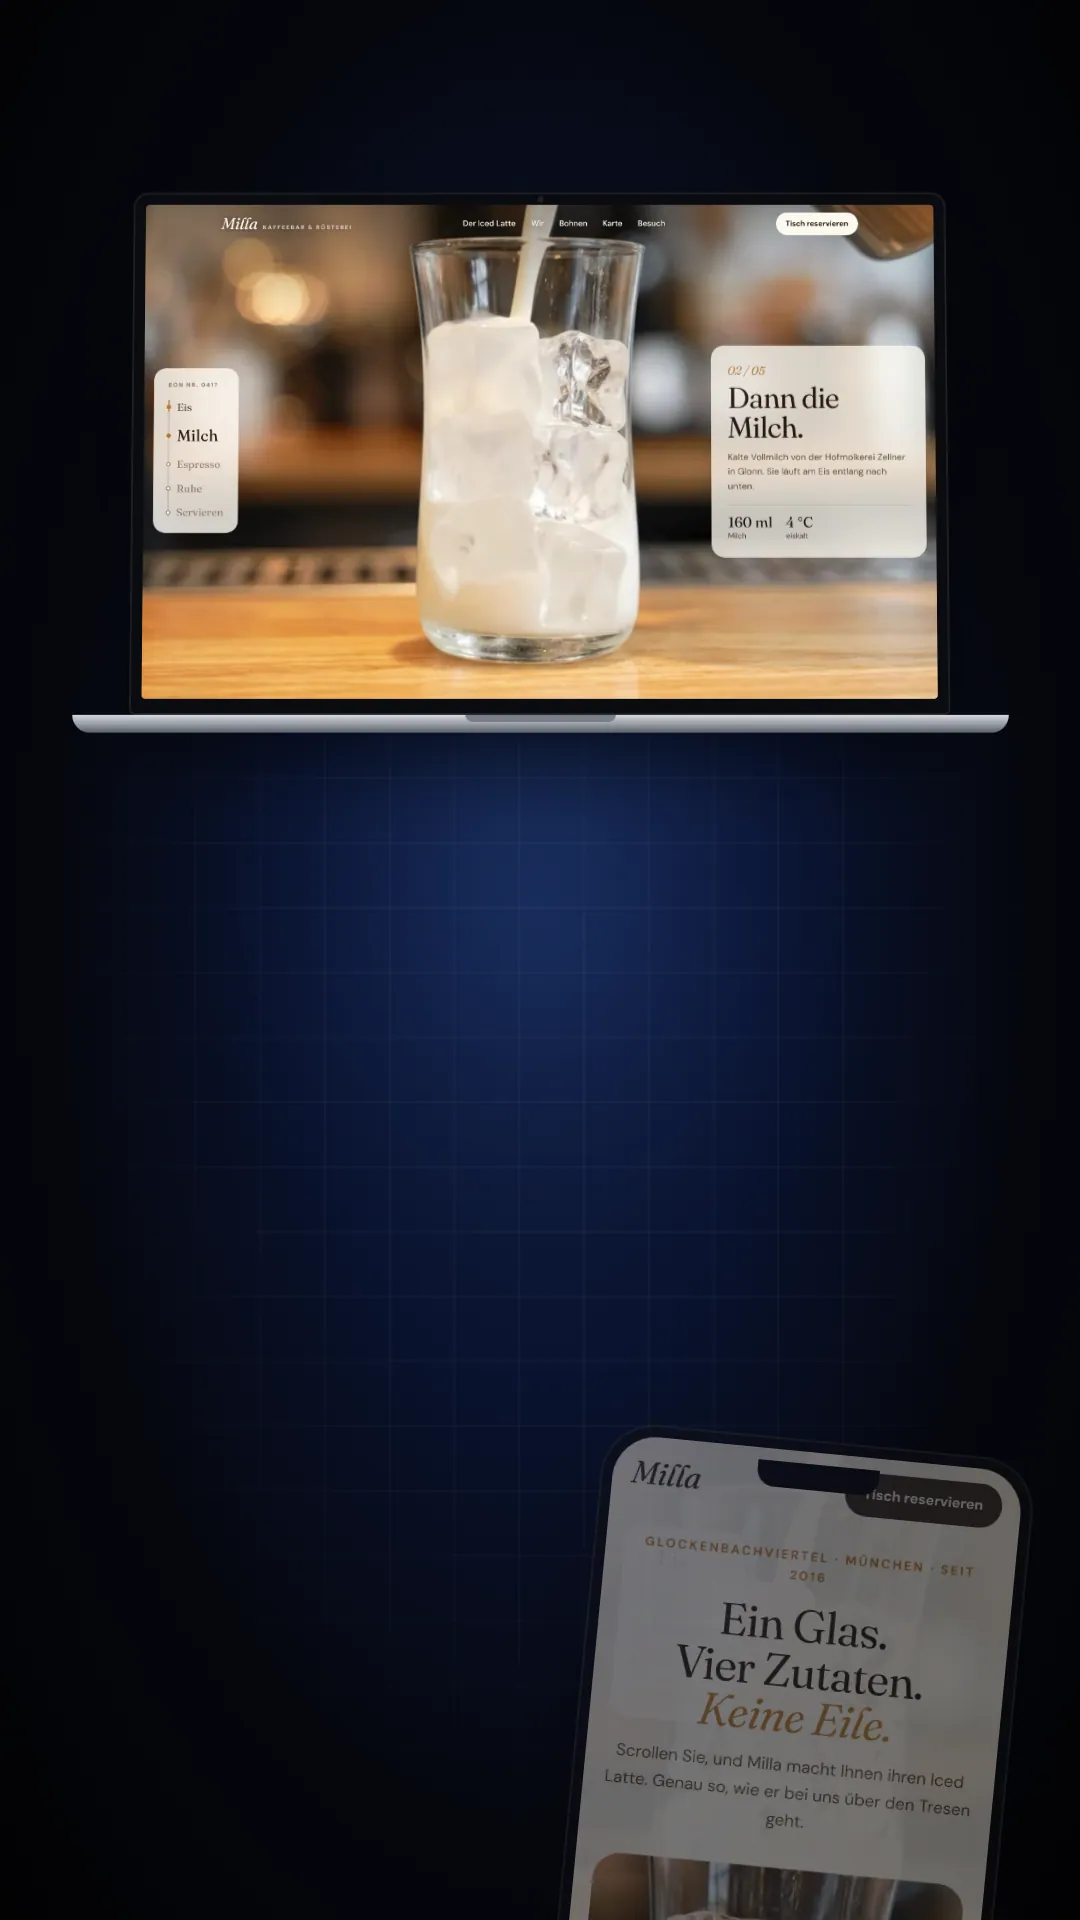 Milla KAFFEEBAR & RÖSTEREI
Der Iced Latte Wir Bohnen Karte Besuch
Tisch reservieren
BON NR. 0417
Eis
Milch
Espresso
Ruhe
Servieren
02 / 05
Dann die
Milch.
Kalte Vollmilch von der Hofmolkerei Zellner
in Glonn. Sie läuft am Eis entlang nach
unten.
160 ml 4 °C
Milch eiskalt
Milla
Tisch reservieren
GLOCKENBACHVIERTEL · MÜNCHEN · SEIT
2016
Ein Glas.
Vier Zutaten.
Keine Eile.
Scrollen Sie, und Milla macht Ihnen ihren Iced
Latte. Genau so, wie er bei uns über den Tresen
geht.